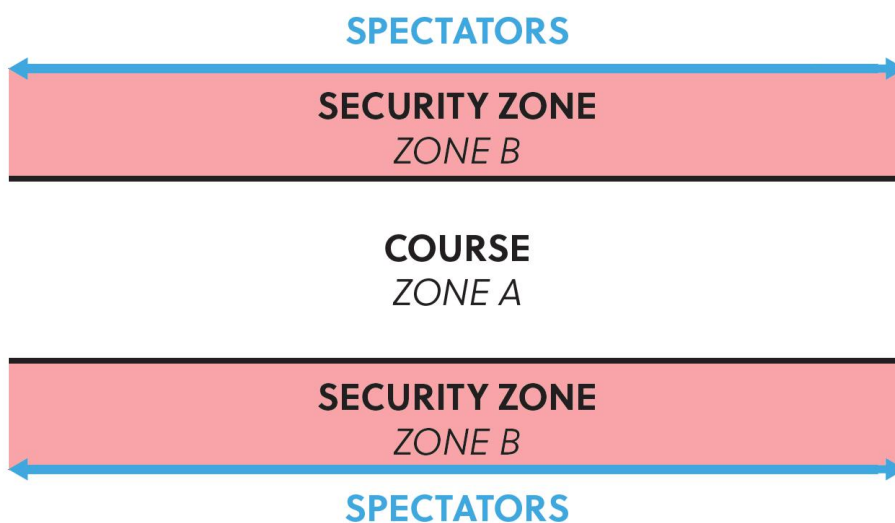 SPECTATORS
SECURITY ZONE
ZONE B
COURSE
ZONE A
SECURITY ZONE
ZONE B
SPECTATORS